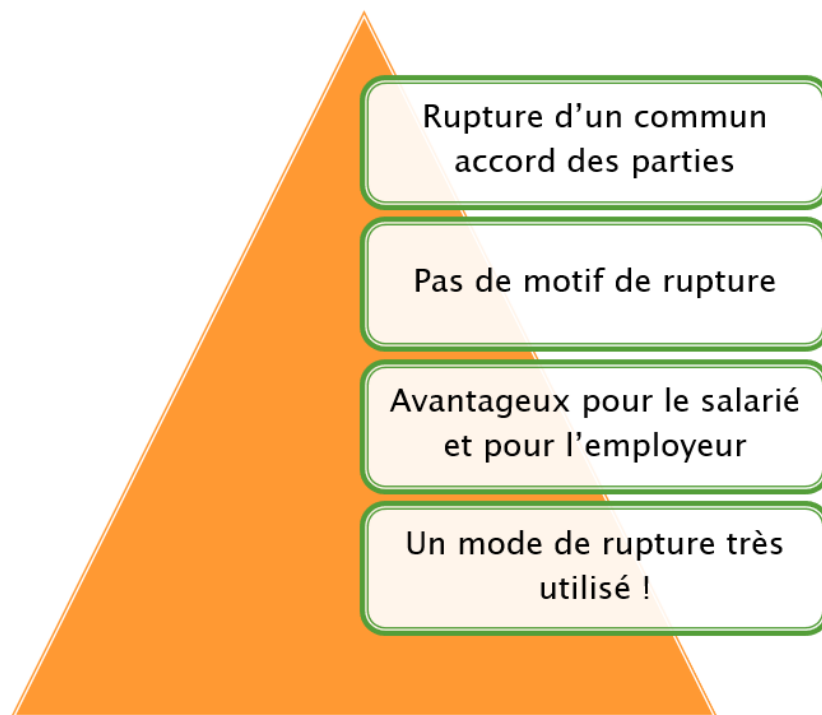 Rupture d’un commun
accord des parties
Pas de motif de rupture
Avantageux pour le salarié
et pour l’employeur
Un mode de rupture très
utilisé !